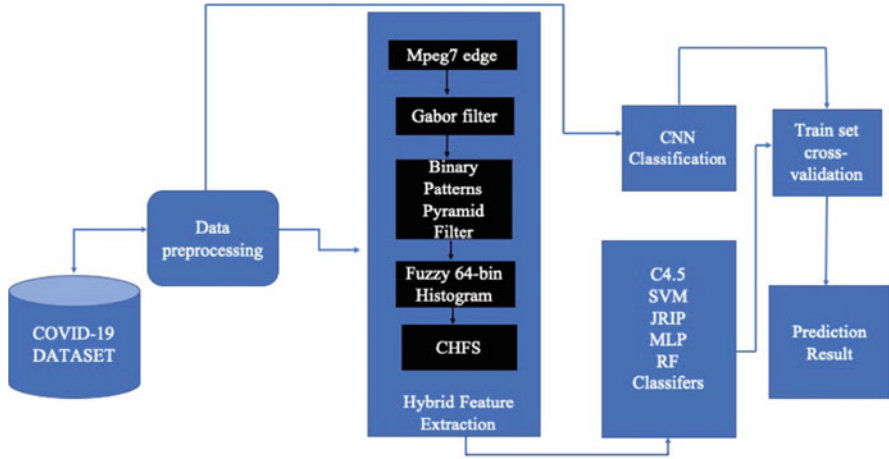 COVID-19
DATASET
Data
preprocessing
Mpeg7 edge
Gabor filter
Binary
Patterns
Pyramid
Filter
Fuzzy 64-bin
Histogram
CHFS
Hybrid Feature
Extraction
CNN
Classification
C4.5
SVM
JRIP
MLP
RF
Classifers
Train set
cross-
validation
Prediction
Result